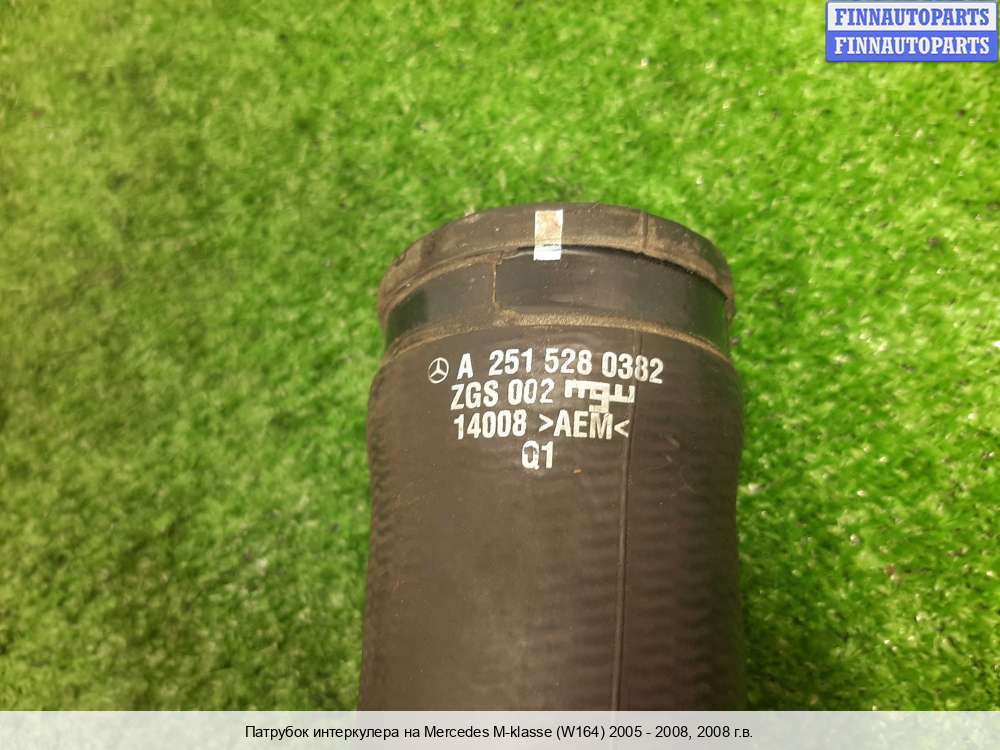 FINNAUTOPARTS
FINNAUTOPARTS
A 251 528 0382
ZGS 002
14008 >AEM<
Q1
Патрубок интеркулера на Mercedes M-klasse (W164) 2005 - 2008, 2008 г.в.